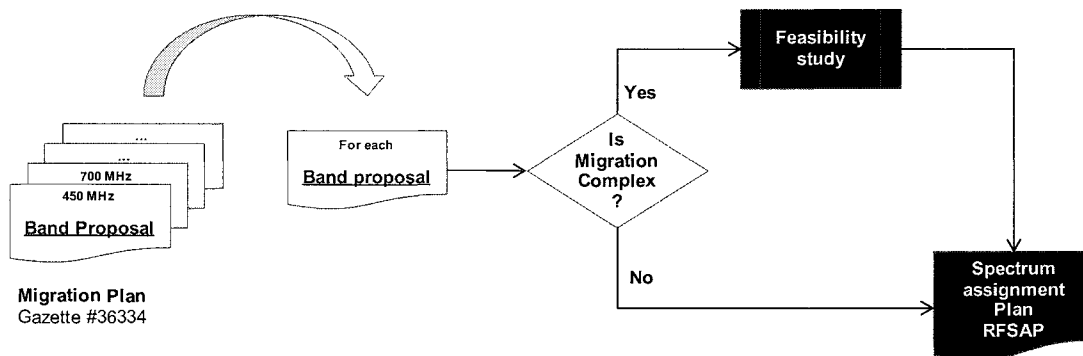 ...
...
700 MHz
450 MHz
Band Proposal
Migration Plan
Gazette #36334
For each
Band proposal
Is
Migration
Complex
?
Yes
No
Feasibility
study
Spectrum
assignment
Plan
RFSAP